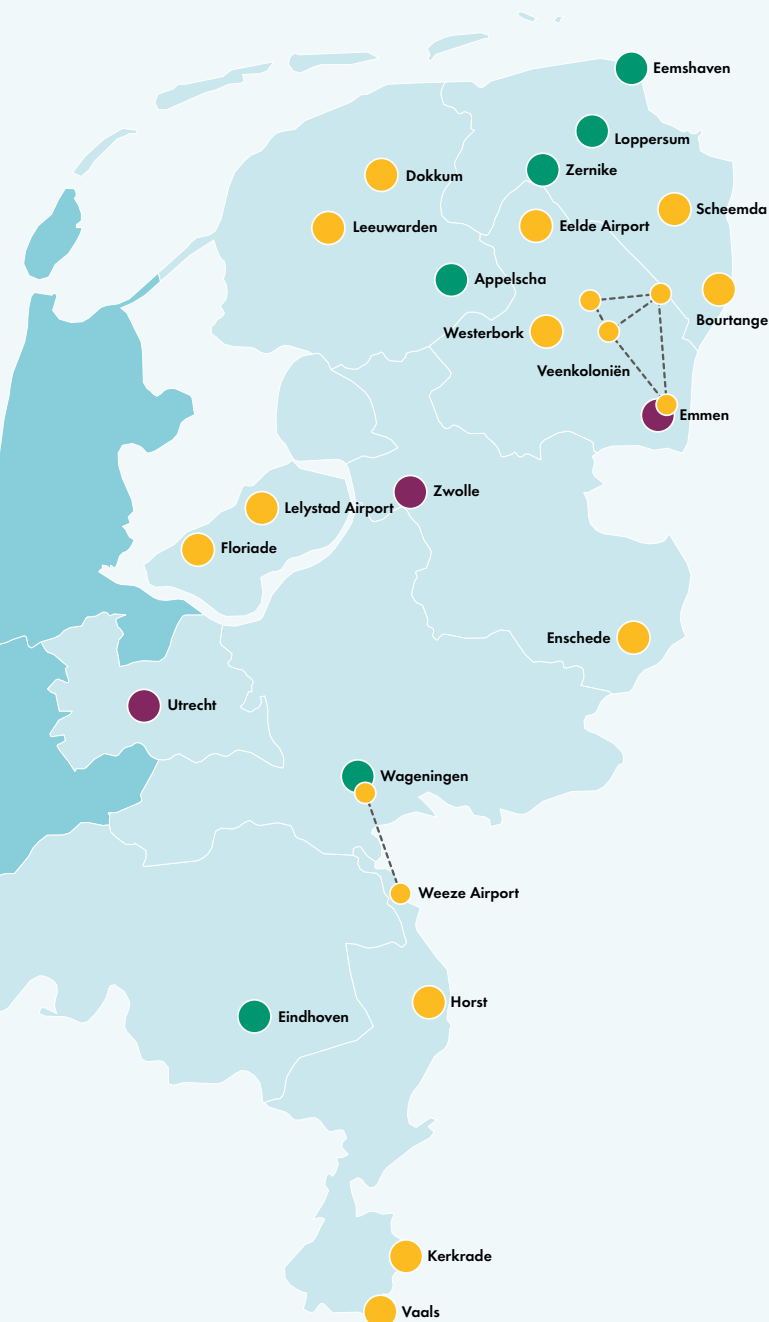 Eemshaven
Loppersum
Zernike
Dokkum
Scheemda
Leeuwarden
Eelde Airport
Appelscha
Bourtange
Westerbork
Veenkoloniën
Emmen
Zwolle
Lelystad Airport
Floriade
Enschede
Utrecht
Wageningen
Weeze Airport
Horst
Eindhoven
Kerkrade
Vaals